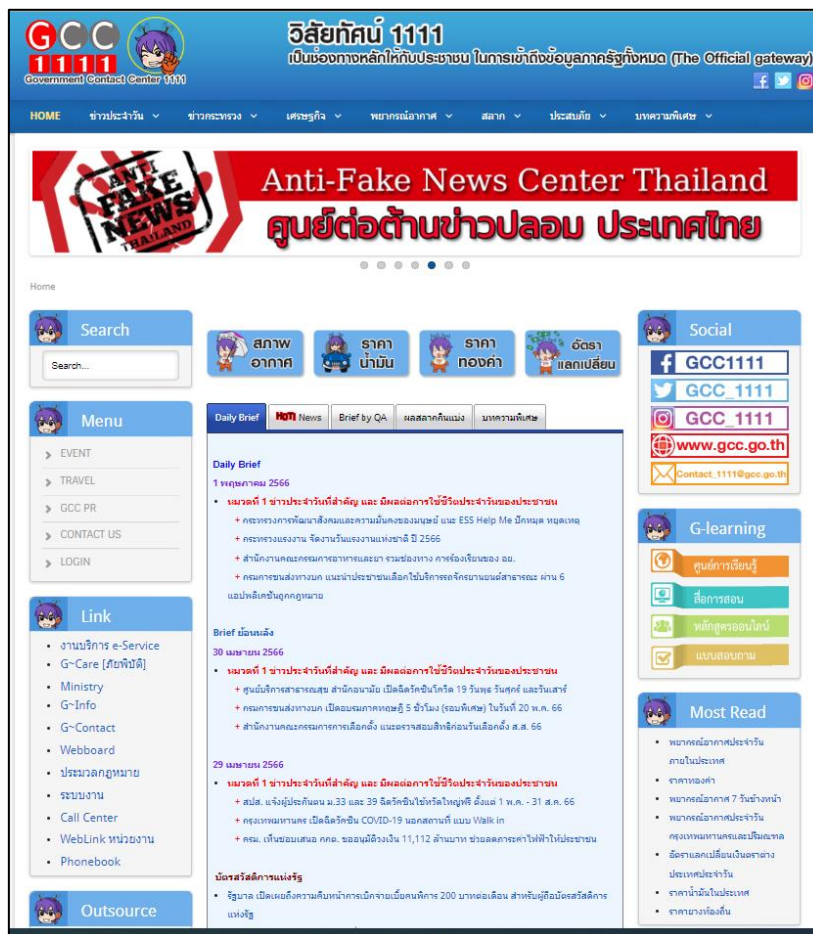 GCC
1111
Government Contact Center 1111
วิสัยทัศน์ 1111
เป็นช่องทางหลักให้กับประชาชน ในการเข้าถึงข้อมูลภาครัฐทั้งหมด (The Official gateway)
HOME ข่าวประจำวัน ข่าวกระทรวง เศรษฐกิจ พยากรณ์อากาศ สลาก ประสบภัย บทความพิเศษ
ANTI
FAKE
NEWS
THAILAND
Anti-Fake News Center Thailand
ศูนย์ต่อต้านข่าวปลอม ประเทศไทย
Home
Search
Search...
Menu
EVENT
TRAVEL
GCC PR
CONTACT US
LOGIN
Link
งานบริการ e-Service
G~Care [ภัยพิบัติ]
Ministry
G~Info
G~Contact
Webboard
ประมวลกฎหมาย
ระบบงาน
Call Center
WebLink หน่วยงาน
Phonebook
Outsource
สภาพ
อากาศ
ราคา
น้ำมัน
ราคา
ทองคำ
อัตรา
แลกเปลี่ยน
Daily Brief HOT! News Brief by QA ผลสลากกินแบ่ง บทความพิเศษ
Daily Brief
1 พฤษภาคม 2566
หมวดที่ 1 ข่าวประจำวันที่สำคัญ และ มีผลต่อการใช้ชีวิตประจำวันของประชาชน
+ กระทรวงการพัฒนาสังคมและความมั่นคงของมนุษย์ แนะ ESS Help Me ปักหมุด หยุดเหตุ
+ กระทรวงแรงงาน จัดงานวันแรงงานแห่งชาติ ปี 2566
+ สำนักงานคณะกรรมการอาหารและยา รวมช่องทาง การร้องเรียนของ อย.
+ กรมการขนส่งทางบก แนะนำประชาชนเลือกใช้บริการรถจักรยานยนต์สาธารณะ ผ่าน 6
แอปพลิเคชันถูกกฎหมาย
Brief ย้อนหลัง
30 เมษายน 2566
หมวดที่ 1 ข่าวประจำวันที่สำคัญ และ มีผลต่อการใช้ชีวิตประจำวันของประชาชน
+ ศูนย์บริการสาธารณสุข สำนักอนามัย เปิดฉีดวัคซีนโควิด 19 วันพุธ วันศุกร์ และวันเสาร์
+ กรมการขนส่งทางบก เปิดอบรมภาคทฤษฎี 5 ชั่วโมง (รอบพิเศษ) ในวันที่ 20 พ.ค. 66
+ สำนักงานคณะกรรมการการเลือกตั้ง แนะตรวจสอบสิทธิก่อนวันเลือกตั้ง ส.ส. 66
29 เมษายน 2566
หมวดที่ 1 ข่าวประจำวันที่สำคัญ และ มีผลต่อการใช้ชีวิตประจำวันของประชาชน
+ สปส. แจ้งผู้ประกันตน ม.33 และ 39 ฉีดวัคซีนไข้หวัดใหญ่ฟรี ตั้งแต่ 1 พ.ค. - 31 ส.ค. 66
+ กรุงเทพมหานคร เปิดฉีดวัคซีน COVID-19 นอกสถานที่ แบบ Walk in
+ ครม. เห็นชอบเสนอ กกต. ขออนุมัติวงเงิน 11,112 ล้านบาท ช่วยลดภาระค่าไฟฟ้าให้ประชาชน
บัตรสวัสดิการแห่งรัฐ
รัฐบาล เปิดเผยถึงความคืบหน้าการเบิกจ่ายเบี้ยคนพิการ 200 บาทต่อเดือน สำหรับผู้ถือบัตรสวัสดิการ
แห่งรัฐ
Social
GCC1111
GCC_1111
GCC_1111
www.gcc.go.th
Contact_1111@gcc.go.th
G-learning
ศูนย์การเรียนรู้
สื่อการสอน
หลักสูตรออนไลน์
แบบสอบถาม
Most Read
พยากรณ์อากาศประจำวัน
ภายในประเทศ
ราคาทองคำ
พยากรณ์อากาศ 7 วันข้างหน้า
พยากรณ์อากาศประจำวัน
กรุงเทพมหานครและปริมณฑล
อัตราแลกเปลี่ยนเงินตราต่าง
ประเทศประจำวัน
ราคาน้ำมันในประเทศ
ราคายางท้องถิ่น